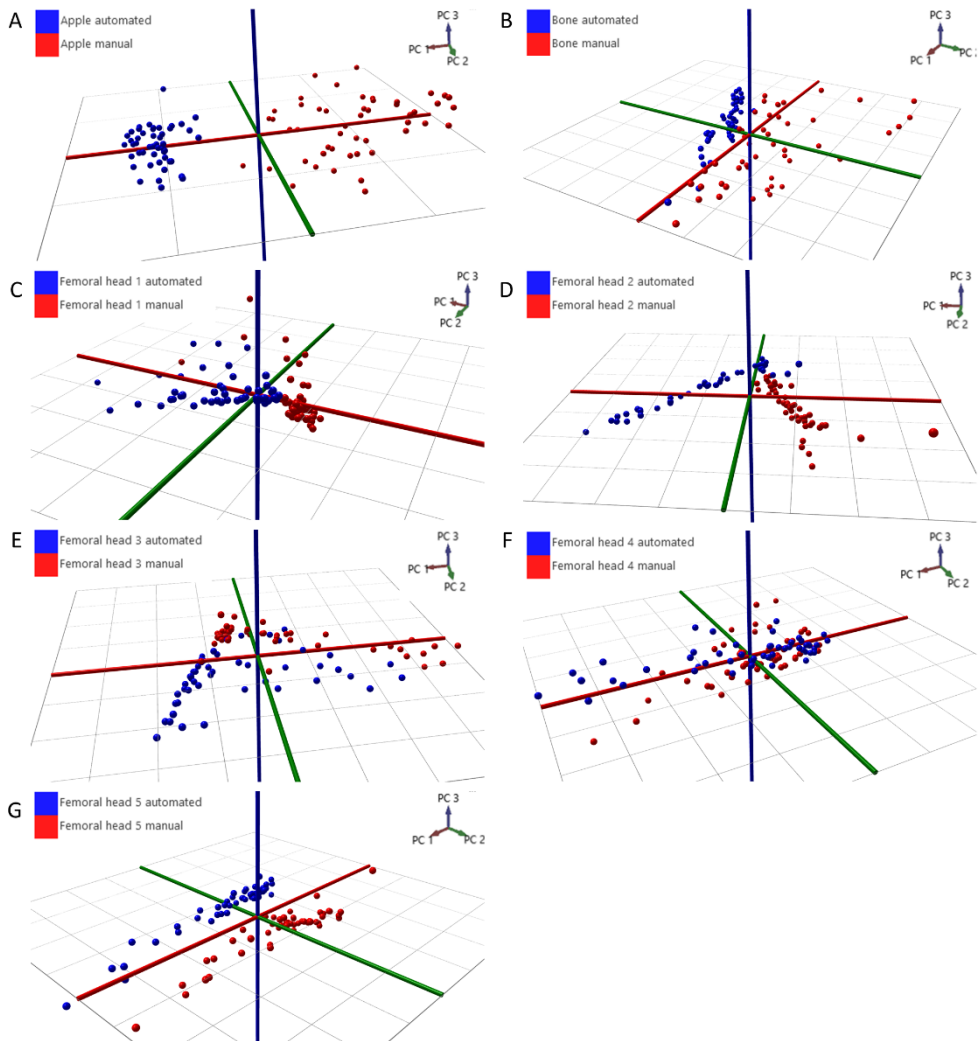 A
Apple automated
Apple manual
PC 3
PC 1
PC 2
B
Bone automated
Bone manual
PC 3
PC 1
PC 2
C
Femoral head 1 automated
Femoral head 1 manual
PC 3
PC 1
PC 2
D
Femoral head 2 automated
Femoral head 2 manual
PC 3
PC 1
PC 2
E
Femoral head 3 automated
Femoral head 3 manual
PC 3
PC 1
PC 2
F
Femoral head 4 automated
Femoral head 4 manual
PC 3
PC 1
PC 2
G
Femoral head 5 automated
Femoral head 5 manual
PC 3
PC 1
PC 2